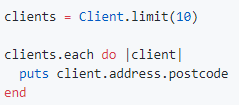 clients = Client.limit(10)

clients.each do |client|
  puts client.address.postcode
end